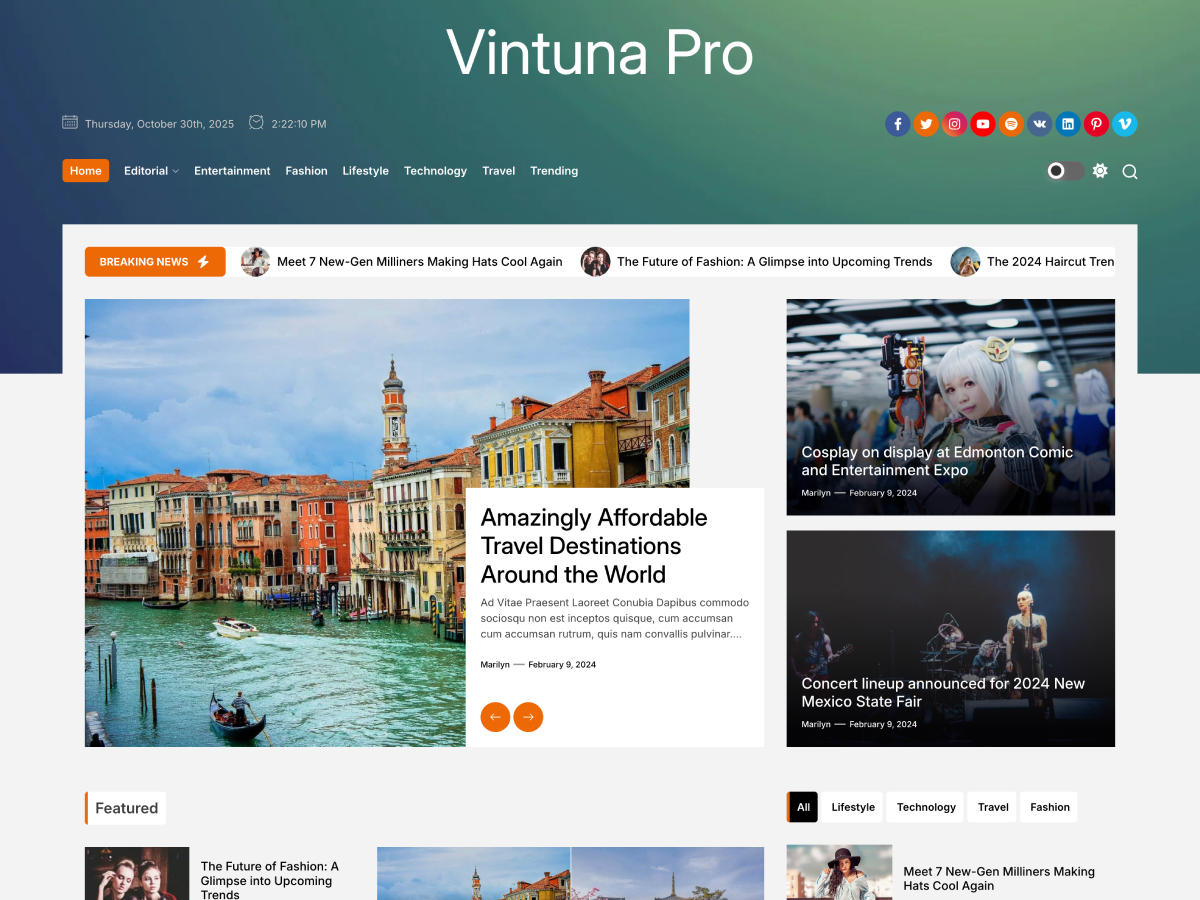 Vintuna Pro
Thursday, October 30th, 2025 2:22:10 PM
Home Editorial Entertainment Fashion Lifestyle Technology Travel Trending
BREAKING NEWS Meet 7 New-Gen Milliners Making Hats Cool Again The Future of Fashion: A Glimpse into Upcoming Trends The 2024 Haircut Tren
Amazingly Affordable
Travel Destinations
Around the World
Ad Vitae Praesent Laoreet Conubia Dapibus commodo
sociosqu non est inceptos quisque, cum accumsan
cum accumsan rutrum, quis nam convallis pulvinar....
Marilyn — February 9, 2024
Cosplay on display at Edmonton Comic
and Entertainment Expo
Marilyn — February 9, 2024
Concert lineup announced for 2024 New
Mexico State Fair
Marilyn — February 9, 2024
Featured
The Future of Fashion: A
Glimpse into Upcoming
Trends
All Lifestyle Technology Travel Fashion
Meet 7 New-Gen Milliners Making
Hats Cool Again